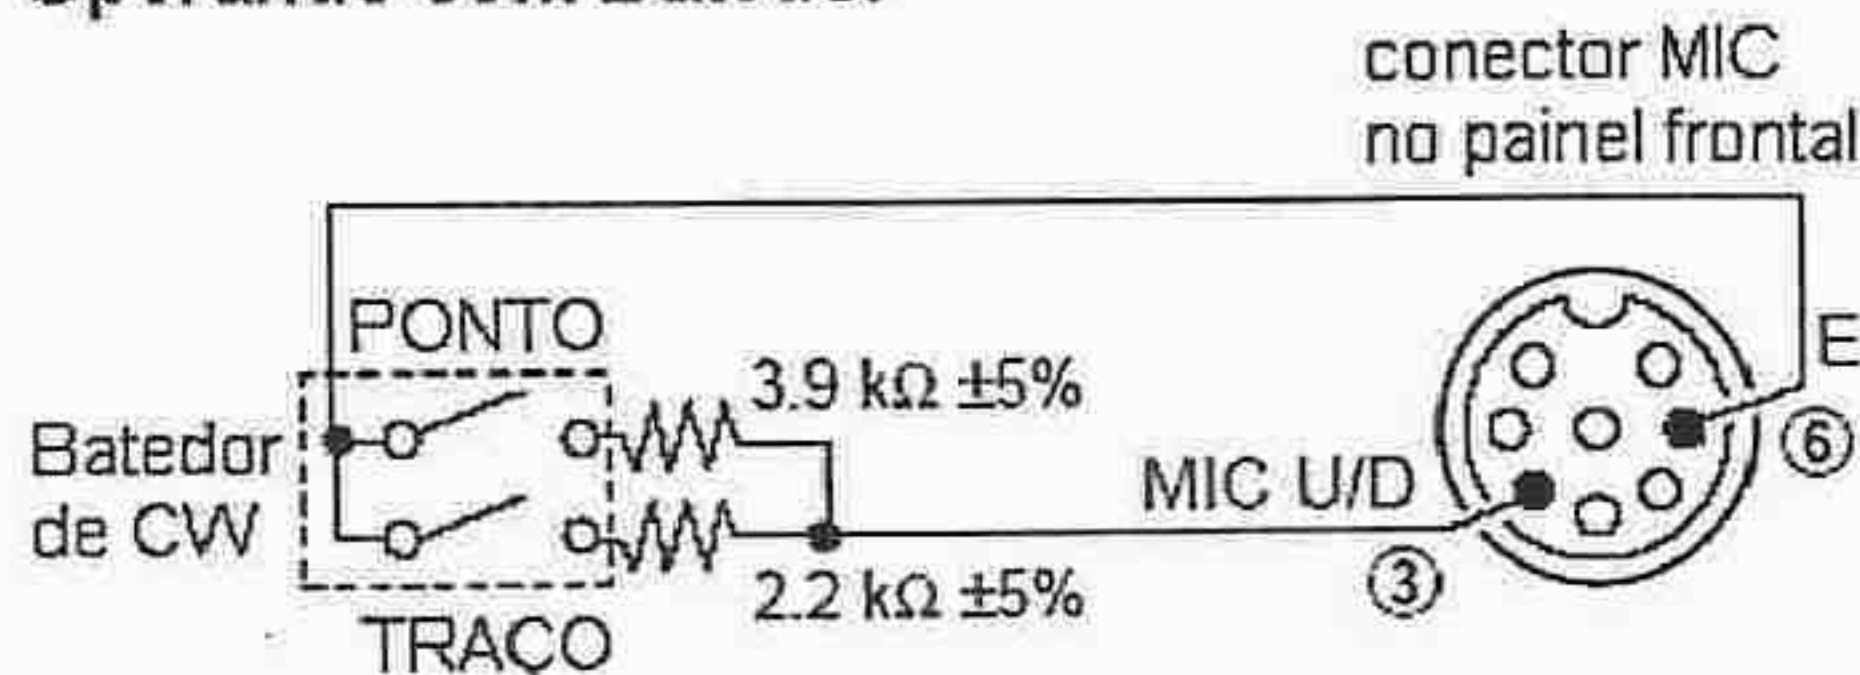 conector MIC
no painel frontal
PONTO
3.9 kΩ ±5%
E
Batedor
de CW
MIC U/D
6
3
2.2 kΩ ±5%
TRAÇO